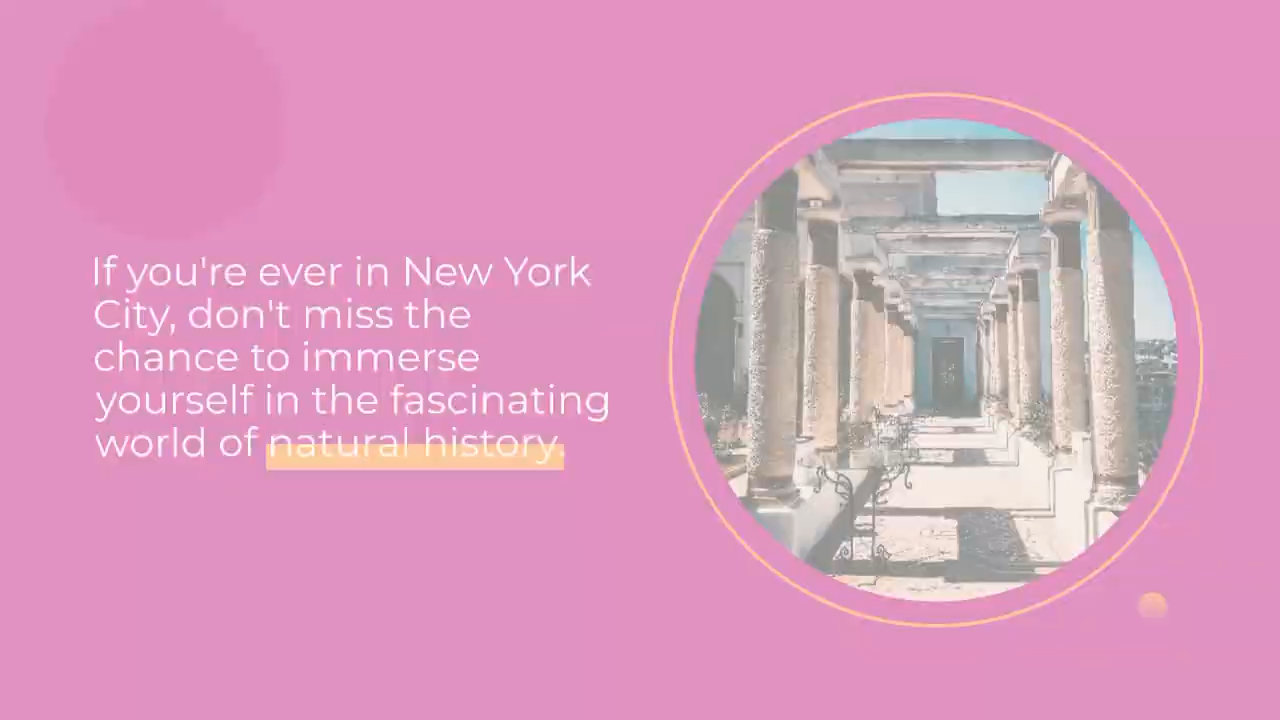 If you're ever in New York
City, don't miss the
chance to immerse
yourself in the fascinating
world of natural history.